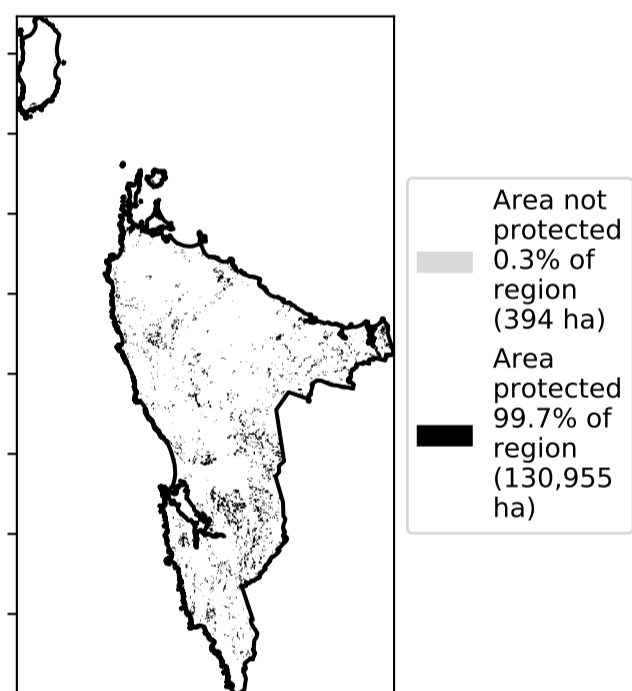 Area not
protected
0.3% of
region
(394 ha)
Area
protected
99.7% of
region
(130,955
ha)